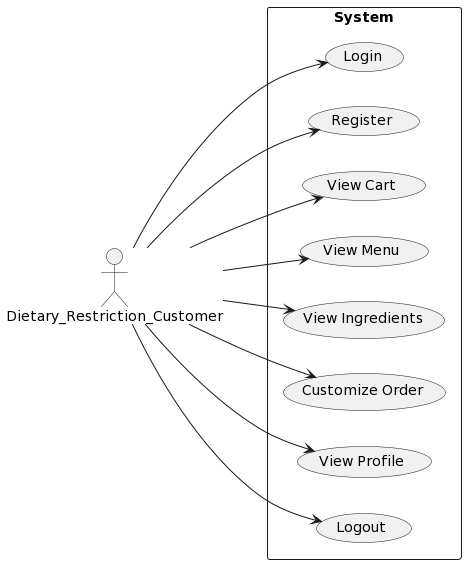 System
Login
Register
View Cart
View Menu
Dietary_Restriction_Customer
View Ingredients
Customize Order
View Profile
Logout